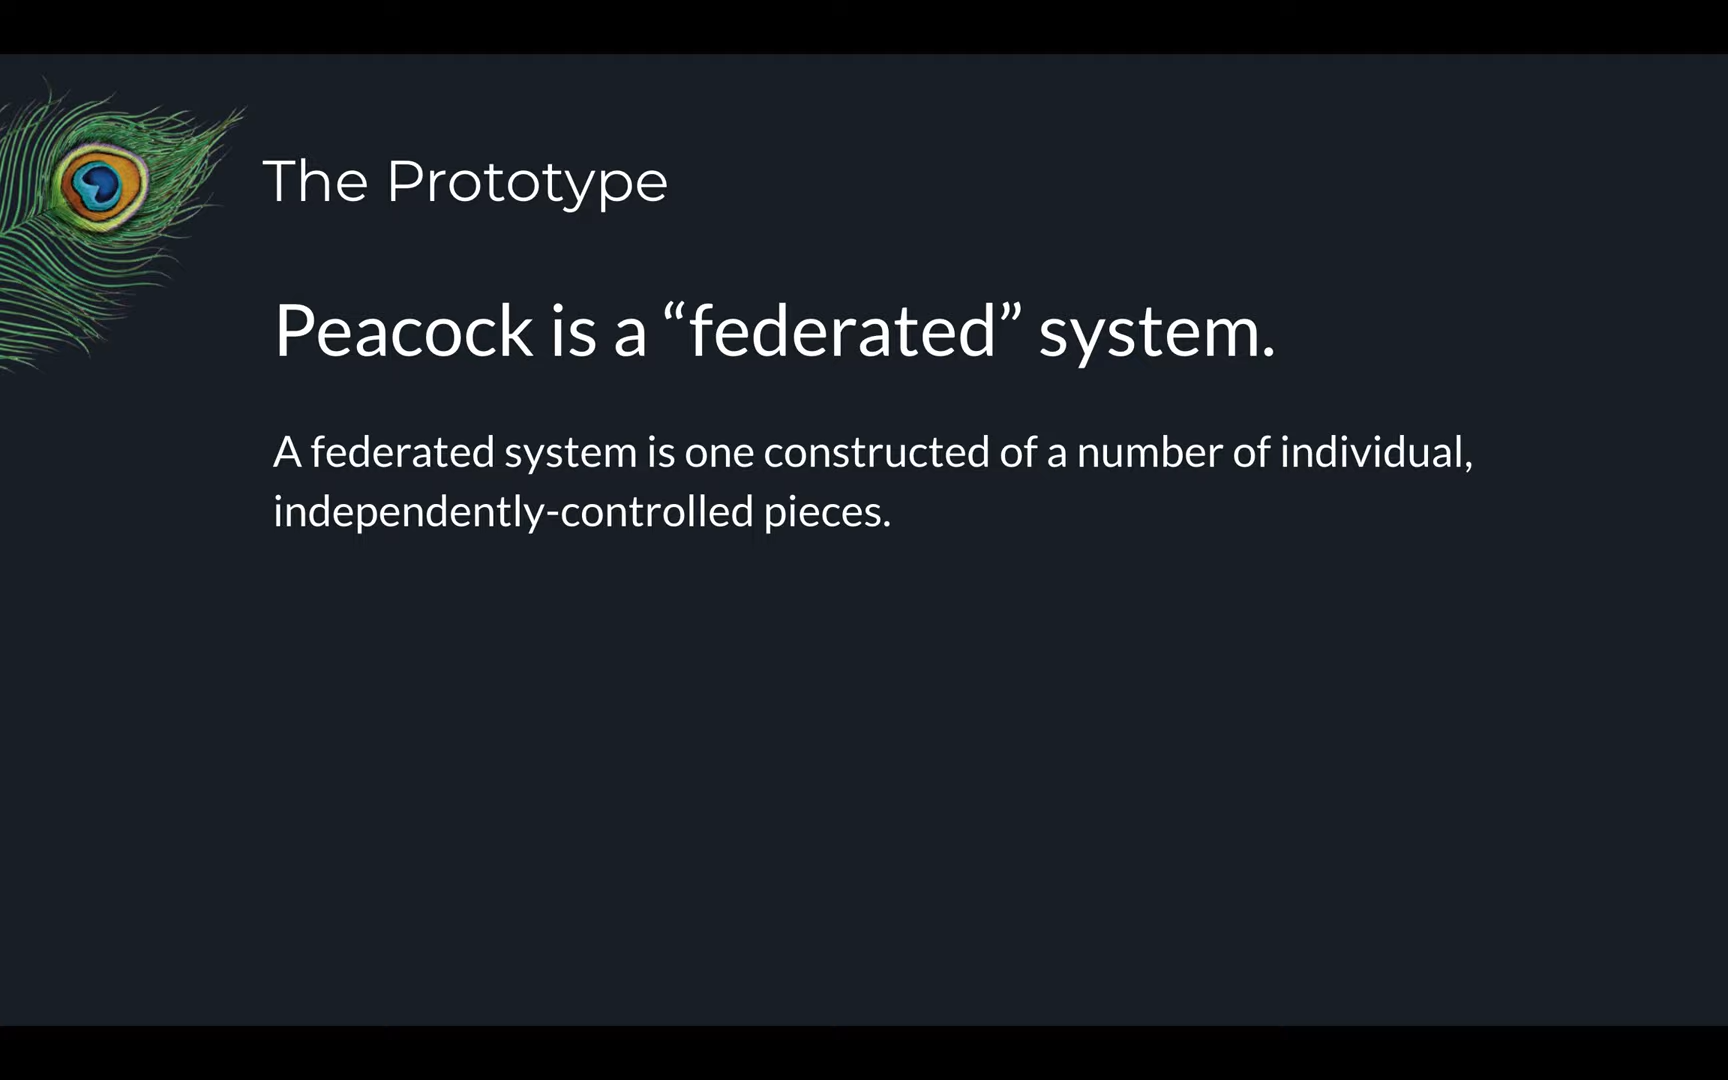 The Prototype
Peacock is a “federated” system.
A federated system is one constructed of a number of individual,
independently-controlled pieces.